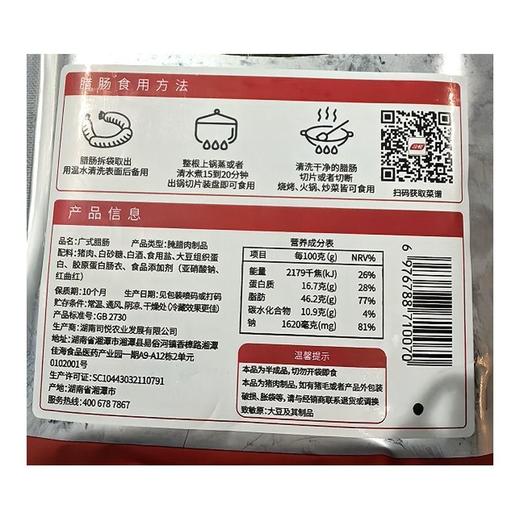 腊肠食用方法
腊肠拆袋取出
用温水清洗表面后备用
整根上锅蒸或者
清水煮15到20分钟
出锅切片装盘即可食用
清洗干净的腊肠
切片或者切断
烧烤、火锅、炒菜皆可食用
扫码获取菜谱
产品信息
品名：广式腊肠 产品类型：腌腊肉制品
配料：猪肉、白砂糖、白酒、食用盐、大豆组织蛋
白、胶原蛋白肠衣、食品添加剂（亚硝酸钠、
红曲红）
保质期：10个月 生产日期：见包装喷码或打码
贮存条件：常温、通风、阴凉、干燥处（冷藏效果更佳）
产品标准号：GB 2730
生产商：湖南司悦农业发展有限公司
地址：湖南省湘潭市湘潭县易俗河镇香樟路湘潭
佳海食品医药产业园一期A9-A12栋2单元
0102001号
生产许可证：SC10443032110791
产地：湖南省湘潭市
服务热线：400 678 7867
营养成分表
项目 每100克(g) NRV%
能量 2179千焦(kJ) 26%
蛋白质 16.7克(g) 28%
脂肪 46.2克(g) 77%
碳水化合物 10.9克(g) 4%
钠 1620毫克(mg) 81%
温馨提示
本品为半成品，切勿开袋即食
本品为猪肉制品，如有猪毛或者产品外包装
破损、胀袋等，请与经销商联系退货或调换
致敏原：大豆及其制品
6 976788 710070